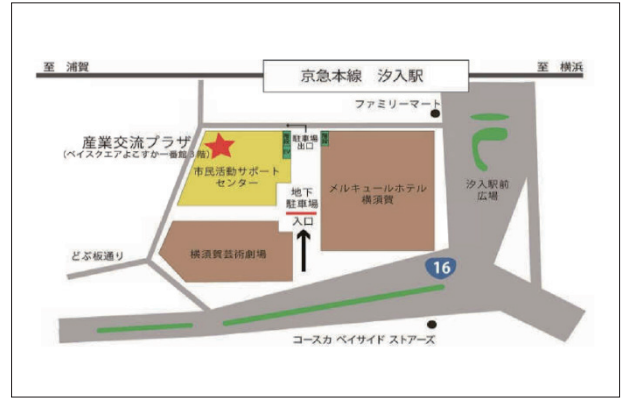 至 浦賀
京急本線 汐入駅
至 横浜
ファミリーマート
産業交流プラザ
(ベイスクエアよこすか一番館3階)
駐車場
出口
市民活動サポート
センター
地下
駐車場
入口
メルキュールホテル
横須賀
汐入駅前
広場
どぶ板通り
横須賀芸術劇場
16
コースカ ベイサイド ストアーズ